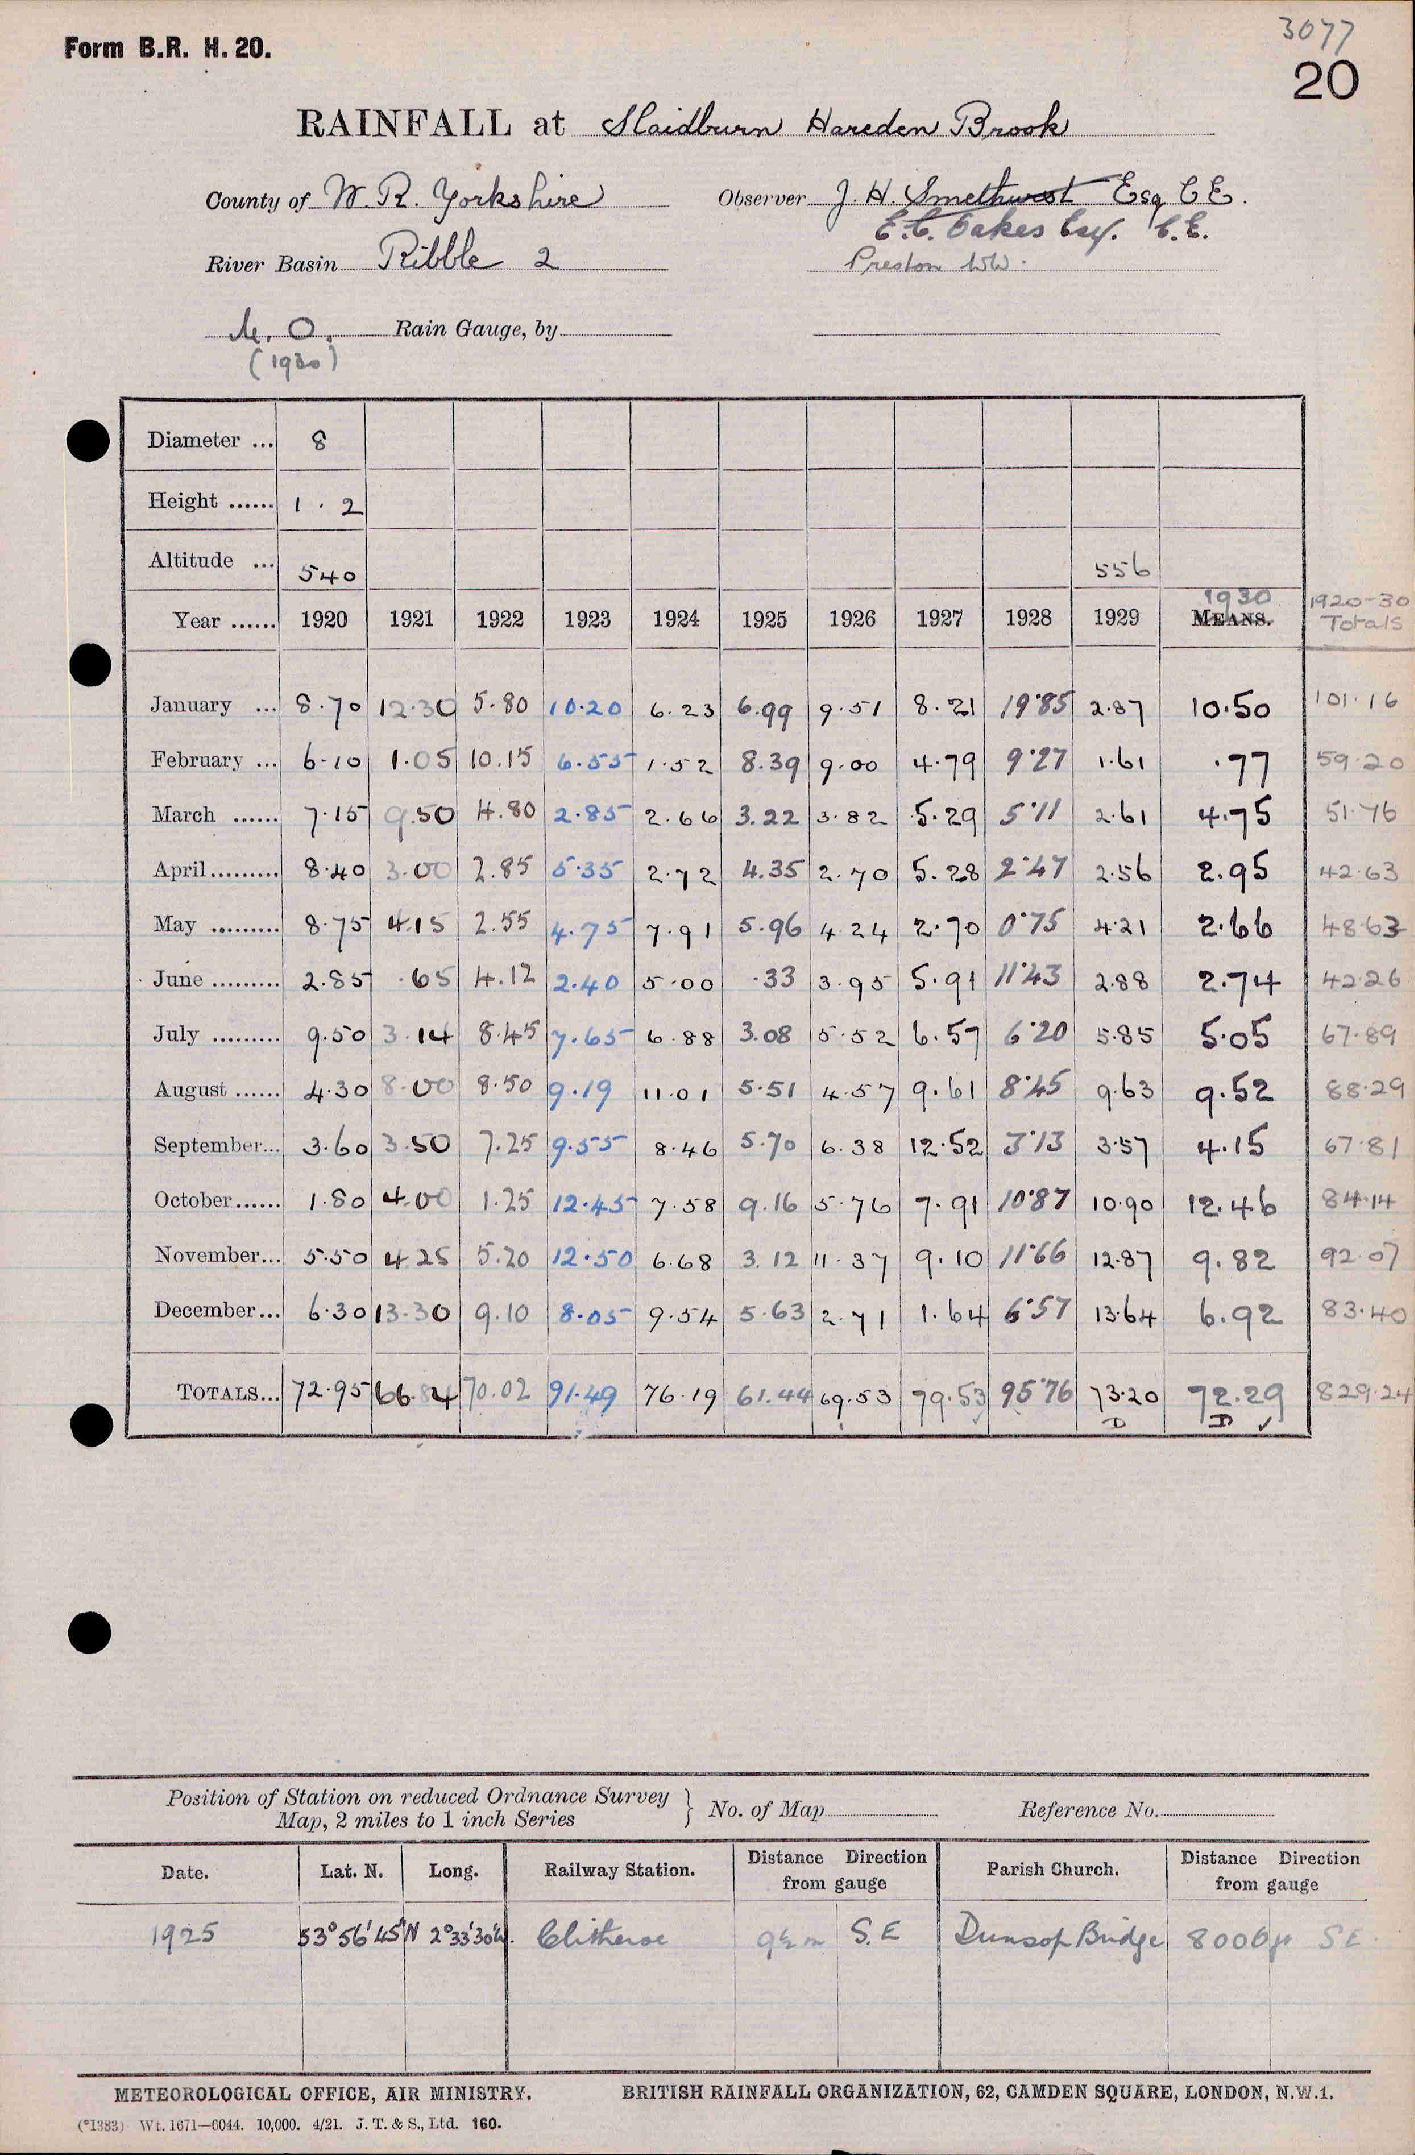 3077
Form B.R. H. 20.
20
RAINFALL at Slaidburn Hareden Brook
County of W. R. Yorkshire Observer J. H. Smethurst Esq C E.
E. C. Oakes Esq. C. E.
River Basin Ribble 2 Preston WW.
M. O. Rain Gauge, by
(1920)
Diameter ... 8
Height ...... 1 . 2
Altitude ... 540 556
Year ...... 1920 1921 1922 1923 1924 1925 1926 1927 1928 1929 MEANS. 1930 1920-30 Totals
January ... 8.70 12.30 5.80 10.20 6.23 6.99 9.51 8.21 19.85 2.87 10.50 101.16
February ... 6.10 1.05 10.15 6.55 1.52 8.39 9.00 4.79 9.27 1.61 .77 59.20
March ...... 7.15 9.50 4.80 2.85 2.66 3.22 3.82 5.29 5.11 2.61 4.75 51.76
April......... 8.40 3.00 2.85 5.35 2.72 4.35 2.70 5.28 2.47 2.56 2.95 42.63
May ......... 8.75 4.15 2.55 4.75 7.91 5.96 4.24 2.70 0.75 4.21 2.66 48.63
June ......... 2.85 .65 4.12 2.40 5.00 .33 3.95 5.91 11.43 2.88 2.74 42.26
July ......... 9.50 3.14 8.45 7.65 6.88 3.08 5.52 6.57 6.20 5.85 5.05 67.89
August ...... 4.30 8.00 8.50 9.19 11.01 5.51 4.57 9.61 8.45 9.63 9.52 88.29
September... 3.60 3.50 7.25 9.55 8.46 5.70 6.38 12.52 3.13 3.57 4.15 67.81
October...... 1.80 4.00 1.25 12.45 7.58 9.16 5.76 7.91 10.87 10.90 12.46 84.14
November... 5.50 4.25 5.20 12.50 6.68 3.12 11.37 9.10 11.66 12.87 9.82 92.07
December... 6.30 13.30 9.10 8.05 9.54 5.63 2.71 1.64 6.57 13.64 6.92 83.40
TOTALS... 72.95 66.84 70.02 91.49 76.19 61.44 69.53 79.53 95.76 73.20 72.29 829.24
D D ✓
Position of Station on reduced Ordnance Survey Map, 2 miles to 1 inch Series } No. of Map Reference No.
Date. Lat. N. Long. Railway Station. Distance Direction from gauge Parish Church. Distance Direction from gauge
1925 53°56'45"N 2°33'30"W. Clitheroe 9½ m S.E Dunsop Bridge S E.
METEOROLOGICAL OFFICE, AIR MINISTRY. BRITISH RAINFALL ORGANIZATION, 62, CAMDEN SQUARE, LONDON, N.W.1.
(*1383) Wt. 1671—0044. 10,000. 4/21. J. T. & S., Ltd. 160.